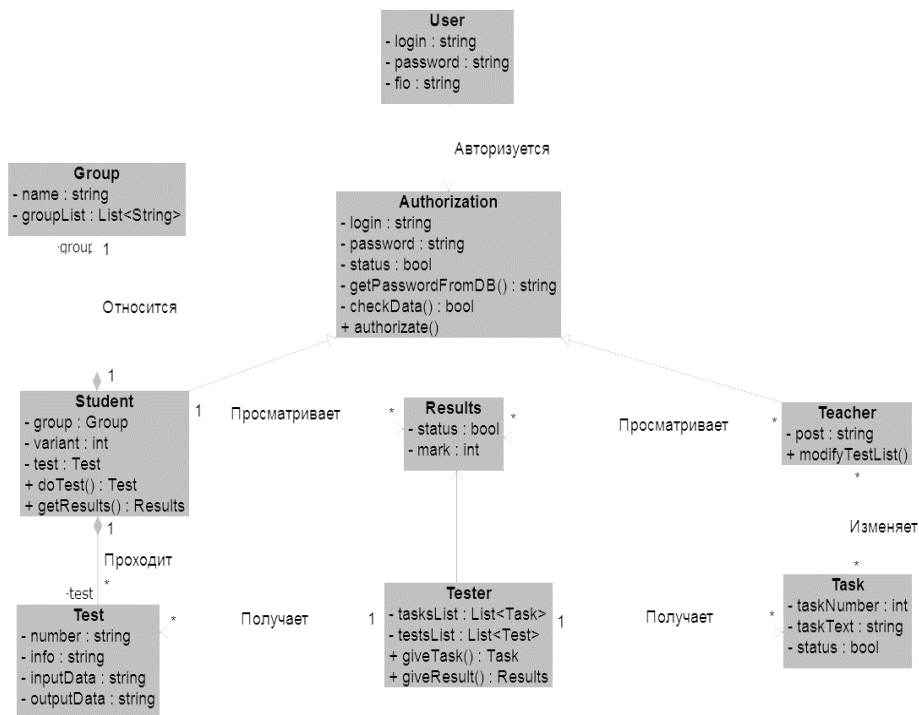 User
- login : string
- password : string
- fio : string
Авторизуется
Group
- name : string
- groupList : List<String>
-group 1
Относится
1
Authorization
- login : string
- password : string
- status : bool
- getPasswordFromDB() : string
- checkData() : bool
+ authorizate()
Student
- group : Group
- variant : int
- test : Test
+ doTest() : Test
+ getResults() : Results
1
Просматривает
*
Results
- status : bool
- mark : int
*
Просматривает
*
Teacher
- post : string
+ modifyTestList()
*
Изменяет
*
1
Проходит
*
-test
Test
- number : string
- info : string
- inputData : string
- outputData : string
*
Получает
1
Tester
- tasksList : List<Task>
- testsList : List<Test>
+ giveTask() : Task
+ giveResult() : Results
1
Получает
*
Task
- taskNumber : int
- taskText : string
- status : bool